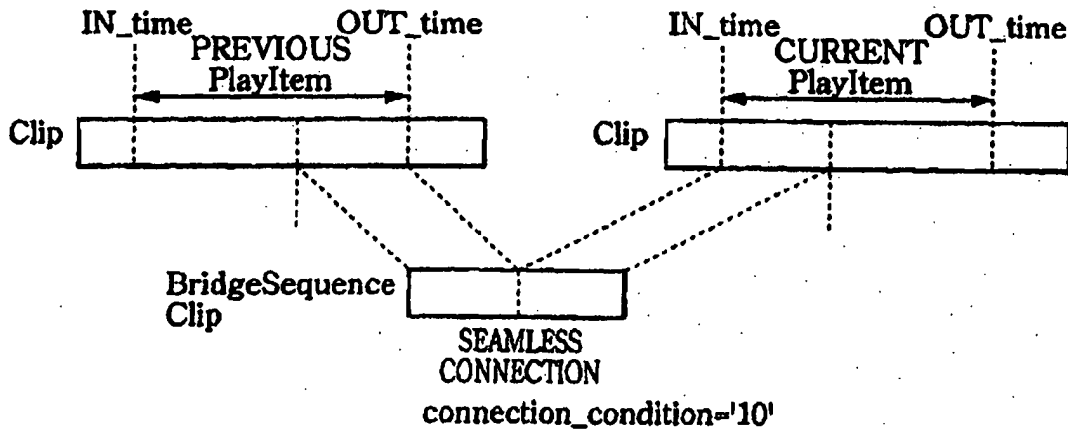 IN_time
OUT_time
PREVIOUS
PlayItem
Clip
IN_time
OUT_time
CURRENT
PlayItem
Clip
BridgeSequence
Clip
SEAMLESS
CONNECTION
connection_condition='10'